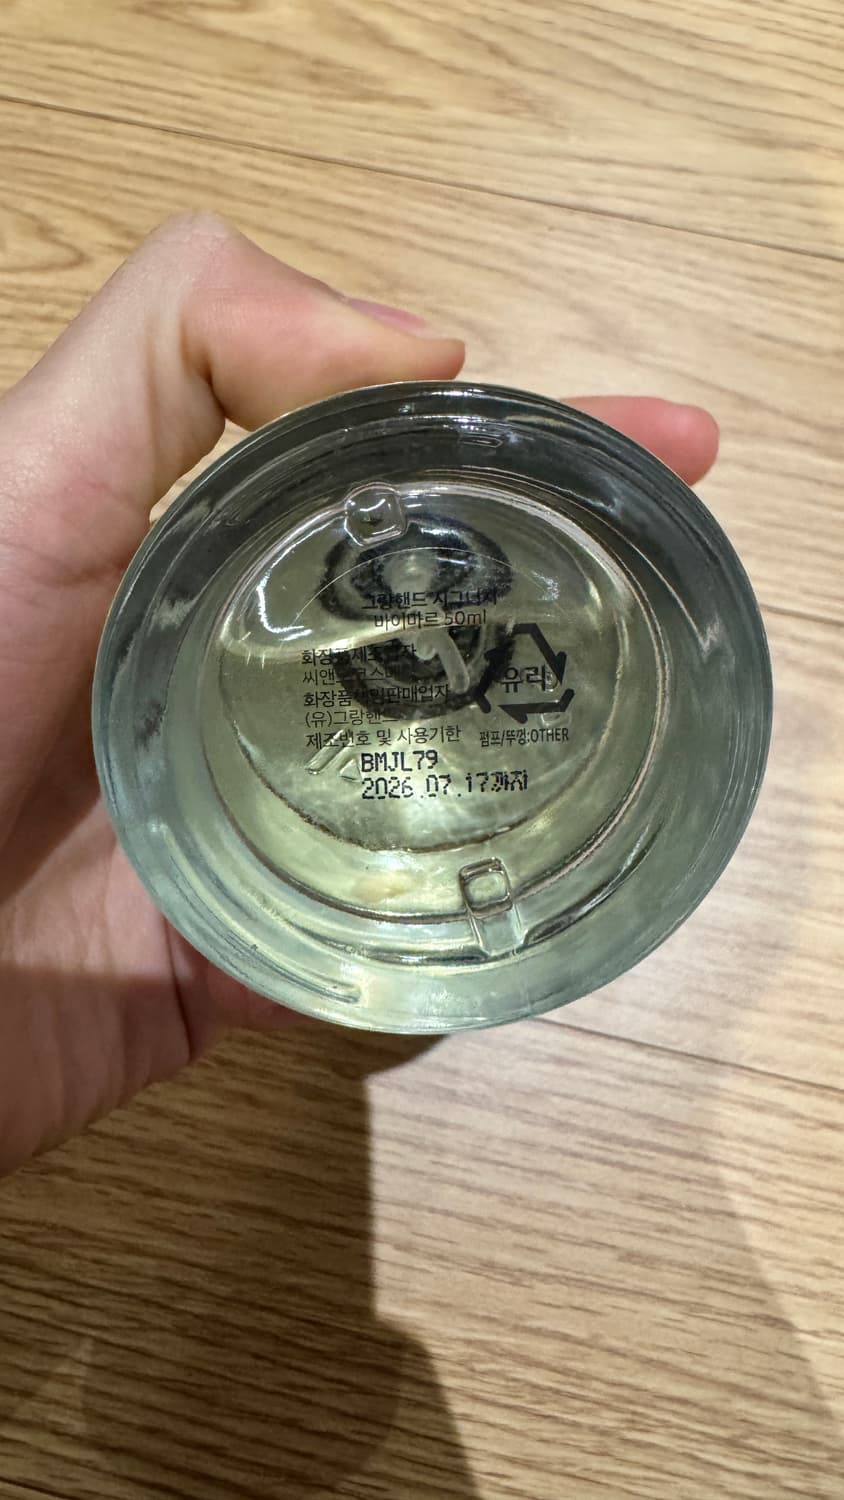 그랑핸드 시그니처
바이마르 50ml
화장품제조업자
화장품책임판매업자
(유)그랑핸드
제조번호 및 사용기한
유리
펌프/뚜껑:OTHER
BMJL79
2026.07.17까지